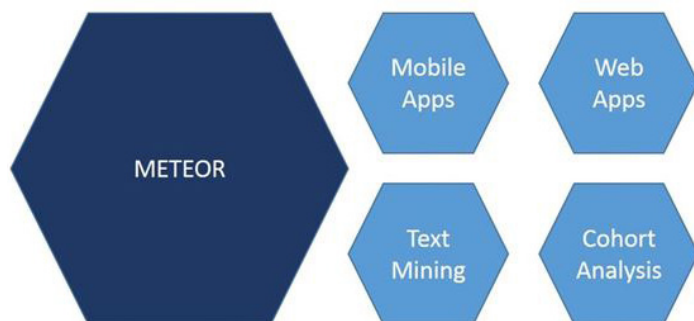 METEOR
Mobile
Apps
Web
Apps
Text
Mining
Cohort
Analysis